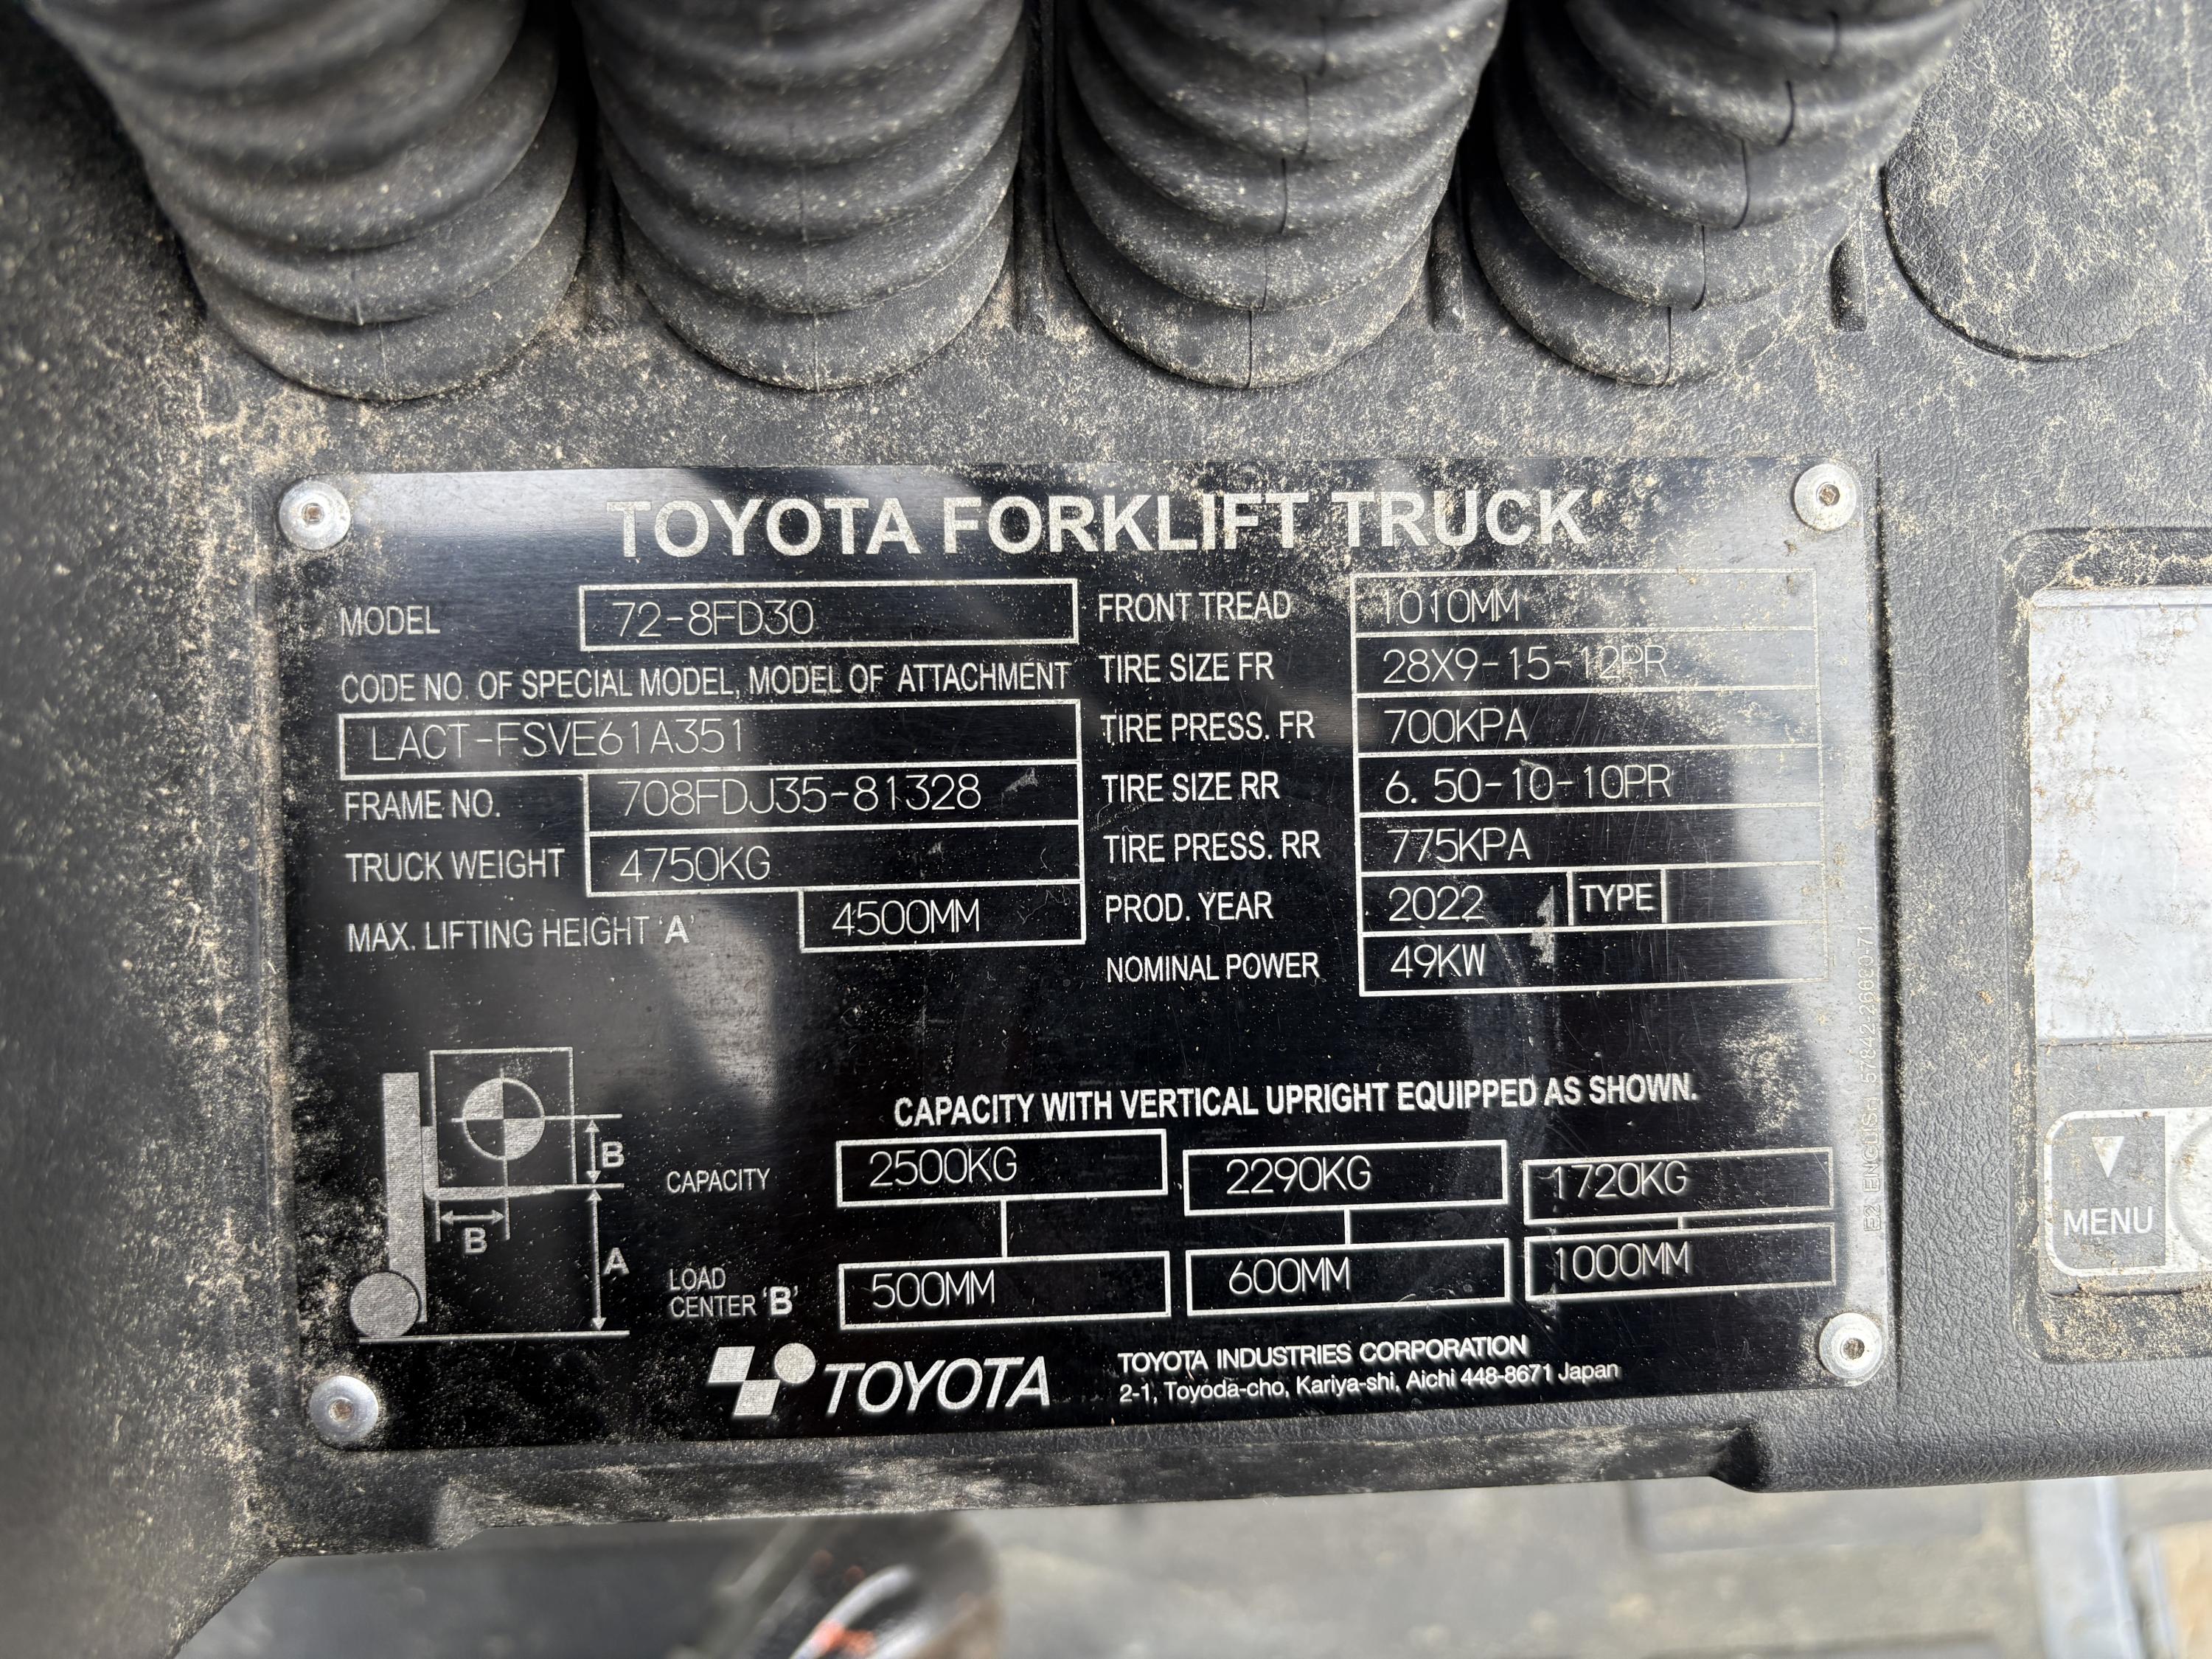 TOYOTA FORKLIFT TRUCK
MODEL 72-8FD30
CODE NO. OF SPECIAL MODEL, MODEL OF ATTACHMENT
LACT-FSVE61A351
FRAME NO. 708FDJ35-81328
TRUCK WEIGHT 4750KG
MAX. LIFTING HEIGHT 'A' 4500MM
FRONT TREAD 1010MM
TIRE SIZE FR 28X9-15-12PR
TIRE PRESS. FR 700KPA
TIRE SIZE RR 6.50-10-10PR
TIRE PRESS. RR 775KPA
PROD. YEAR 2022 TYPE
NOMINAL POWER 49KW
B
B
A
CAPACITY WITH VERTICAL UPRIGHT EQUIPPED AS SHOWN.
CAPACITY 2500KG 2290KG 1720KG
LOAD
CENTER 'B' 500MM 600MM 1000MM
TOYOTA
TOYOTA INDUSTRIES CORPORATION
2-1, Toyoda-cho, Kariya-shi, Aichi 448-8671 Japan
E2 ENGLISH
MENU